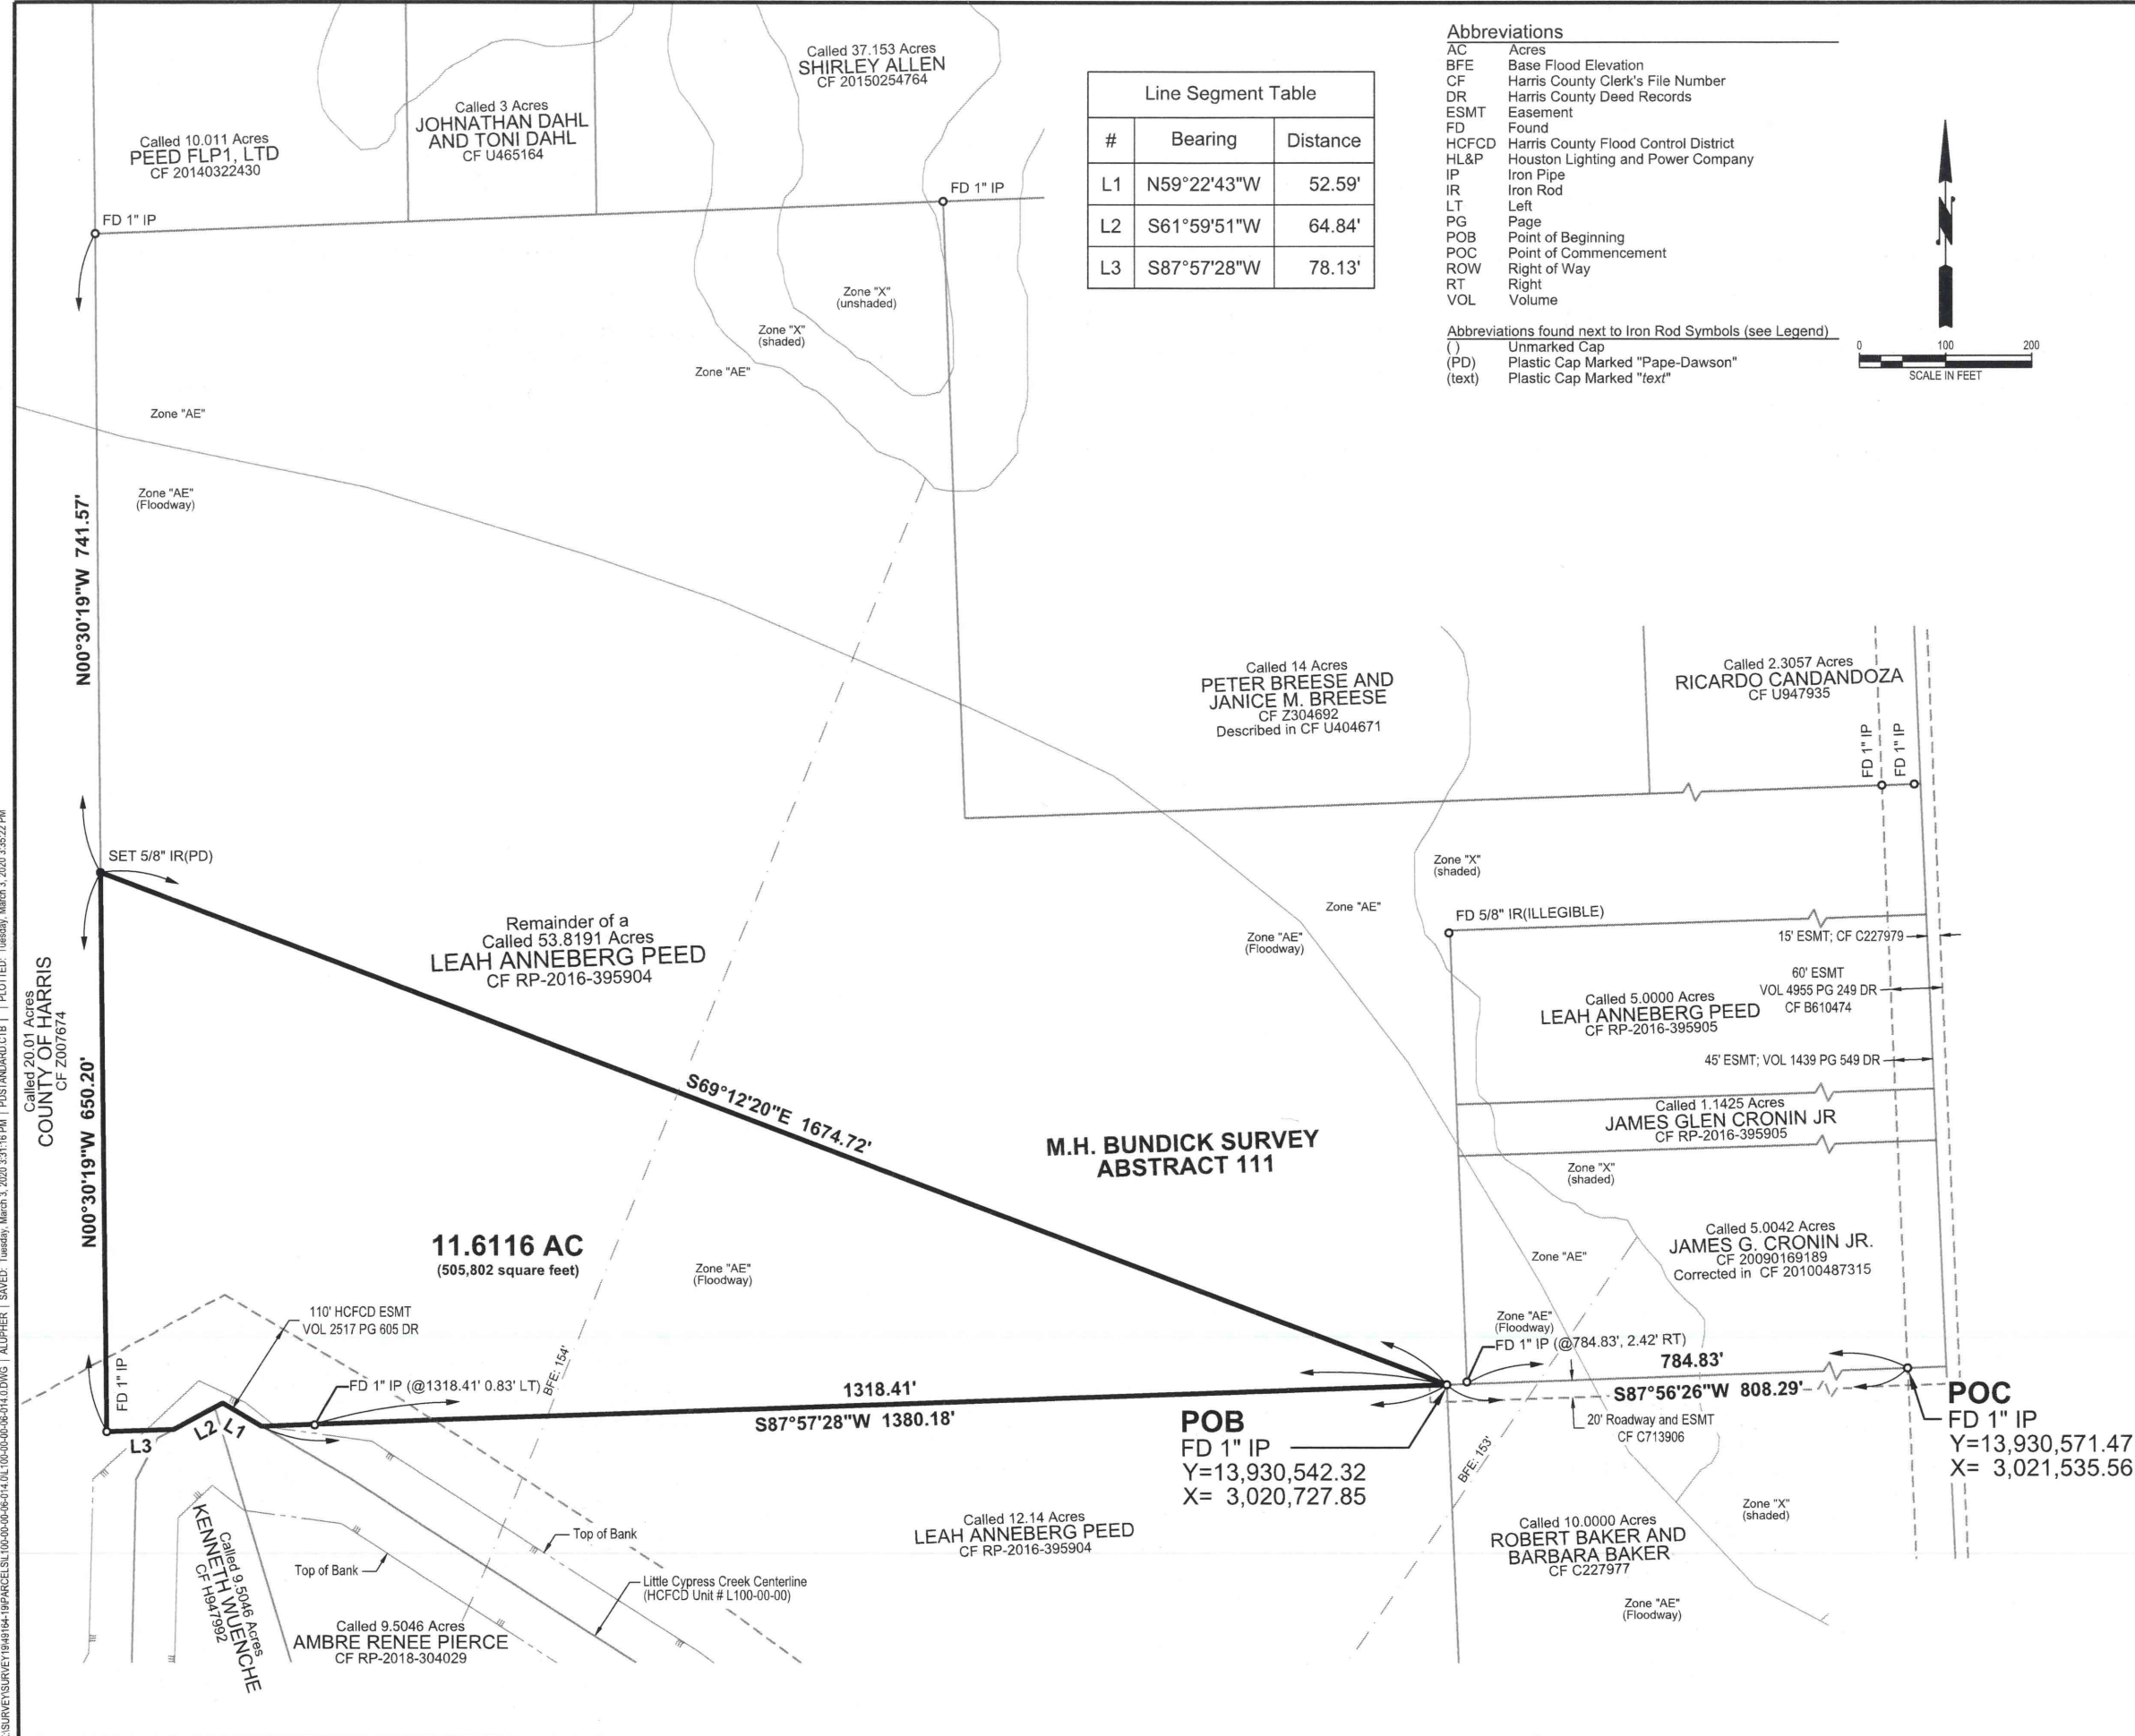 Called 37.153 Acres
SHIRLEY ALLEN
CF 20150254764
Called 3 Acres
JOHNATHAN DAHL
AND TONI DAHL
CF U465164
Called 10.011 Acres
PEED FLP1, LTD
CF 20140322430
FD 1" IP
FD 1" IP
Line Segment Table
# Bearing Distance
L1 N59°22'43"W 52.59'
L2 S61°59'51"W 64.84'
L3 S87°57'28"W 78.13'
Abbreviations
AC Acres
BFE Base Flood Elevation
CF Harris County Clerk's File Number
DR Harris County Deed Records
ESMT Easement
FD Found
HCFCD Harris County Flood Control District
HL&P Houston Lighting and Power Company
IP Iron Pipe
IR Iron Rod
LT Left
PG Page
POB Point of Beginning
POC Point of Commencement
ROW Right of Way
RT Right
VOL Volume
Abbreviations found next to Iron Rod Symbols (see Legend)
( ) Unmarked Cap
(PD) Plastic Cap Marked "Pape-Dawson"
(text) Plastic Cap Marked "text"
N
0 100 200
SCALE IN FEET
Zone "X"
(unshaded)
Zone "X"
(shaded)
Zone "AE"
Zone "AE"
Zone "AE"
(Floodway)
N00°30'19"W 741.57'
Called 14 Acres
PETER BREESE AND
JANICE M. BREESE
CF Z304692
Described in CF U404671
Called 2.3057 Acres
RICARDO CANDANDOZA
CF U947935
FD 1" IP
FD 1" IP
SET 5/8" IR(PD)
Remainder of a
Called 53.8191 Acres
LEAH ANNEBERG PEED
CF RP-2016-395904
Zone "X"
(shaded)
Zone "AE"
Zone "AE"
(Floodway)
FD 5/8" IR(ILLEGIBLE)
15' ESMT; CF C227979
60' ESMT
VOL 4955 PG 249 DR
CF B610474
Called 5.0000 Acres
LEAH ANNEBERG PEED
CF RP-2016-395905
45' ESMT; VOL 1439 PG 549 DR
Called 1.1425 Acres
JAMES GLEN CRONIN JR
CF RP-2016-395905
Called 20.01 Acres
COUNTY OF HARRIS
CF Z007674
N00°30'19"W 650.20'
S69°12'20"E 1674.72'
M.H. BUNDICK SURVEY
ABSTRACT 111
Zone "X"
(shaded)
Called 5.0042 Acres
JAMES G. CRONIN JR.
CF 20090169189
Corrected in CF 20100487315
11.6116 AC
(505,802 square feet)
Zone "AE"
(Floodway)
Zone "AE"
Zone "AE"
(Floodway)
110' HCFCD ESMT
VOL 2517 PG 605 DR
FD 1" IP (@784.83', 2.42' RT)
784.83'
FD 1" IP
FD 1" IP (@1318.41' 0.83' LT)
BFE: 154'
1318.41'
S87°57'28"W 1380.18'
S87°56'26"W 808.29'
L3
L2
L1
POB
FD 1" IP
Y=13,930,542.32
X= 3,020,727.85
20' Roadway and ESMT
CF C713906
POC
FD 1" IP
Y=13,930,571.47
X= 3,021,535.56
BFE: 153'
Called 12.14 Acres
LEAH ANNEBERG PEED
CF RP-2016-395904
Called 10.0000 Acres
ROBERT BAKER AND
BARBARA BAKER
CF C227977
Zone "X"
(shaded)
Zone "AE"
(Floodway)
Called 9.5046 Acres
KENNETH WUENCHE
CF H947992
Top of Bank
Top of Bank
Little Cypress Creek Centerline
(HCFCD Unit # L100-00-00)
Called 9.5046 Acres
AMBRE RENEE PIERCE
CF RP-2018-304029
ALUPHER | SAVED: Tuesday, March 3, 2020 3:31:16 PM | PDSTANDARD.CTB | | PLOTTED: Tuesday, March 3, 2020 3:35:22 PM